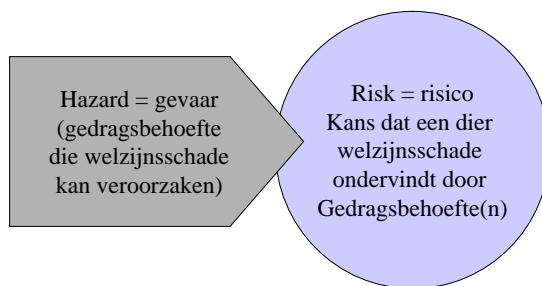 Hazard = gevaar
(gedragsbehoefte
die welzijnsschade
kan veroorzaken)
Risk = risico
Kans dat een dier
welzijnsschade
ondervindt door
Gedragsbehoefte(n)